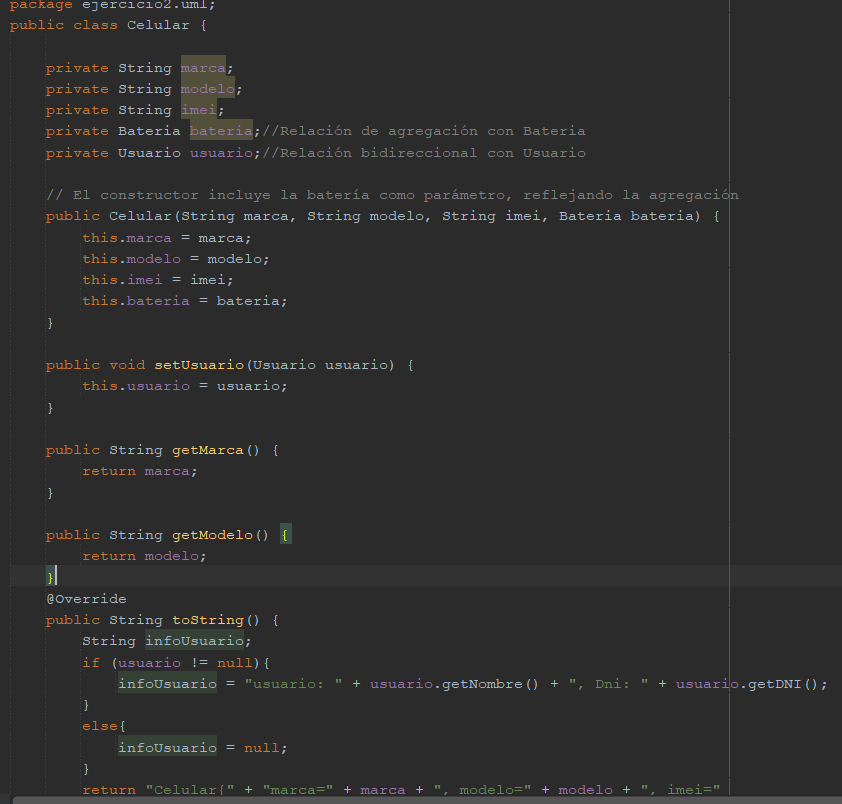 package ejercicio2.uml;
public class Celular {
private String marca;
private String modelo;
private String imei;
private Bateria bateria;//Relación de agregación con Bateria
private Usuario usuario;//Relación bidireccional con Usuario
// El constructor incluye la batería como parámetro, reflejando la agregación
public Celular(String marca, String modelo, String imei, Bateria bateria) {
this.marca = marca;
this.modelo = modelo;
this.imei = imei;
this.bateria = bateria;
}
public void setUsuario(Usuario usuario) {
this.usuario = usuario;
}
public String getMarca() {
return marca;
}
public String getModelo() {
return modelo;
}
@Override
public String toString() {
String infoUsuario;
if (usuario != null){
infoUsuario = "usuario: " + usuario.getNombre() + ", Dni: " + usuario.getDNI();
}
else{
infoUsuario = null;
}
return "Celular{" + "marca=" + marca + ", modelo=" + modelo + ", imei="